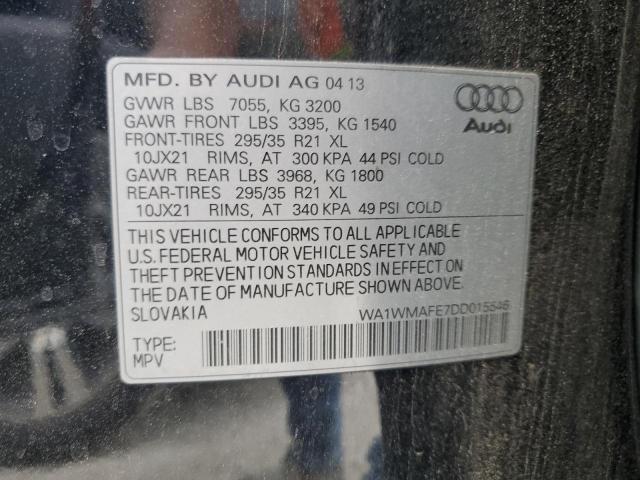 MFD. BY AUDI AG 04 13
GVWR LBS 7055, KG 3200
GAWR FRONT LBS 3395, KG 1540
FRONT-TIRES 295/35 R21 XL
10JX21 RIMS, AT 300 KPA 44 PSI COLD
GAWR REAR LBS 3968, KG 1800
REAR-TIRES 295/35 R21 XL
10JX21 RIMS, AT 340 KPA 49 PSI COLD
Audi
THIS VEHICLE CONFORMS TO ALL APPLICABLE
U.S. FEDERAL MOTOR VEHICLE SAFETY AND
THEFT PREVENTION STANDARDS IN EFFECT ON
THE DATE OF MANUFACTURE SHOWN ABOVE.
SLOVAKIA
WA1WMAFE7DD015546
TYPE:
MPV